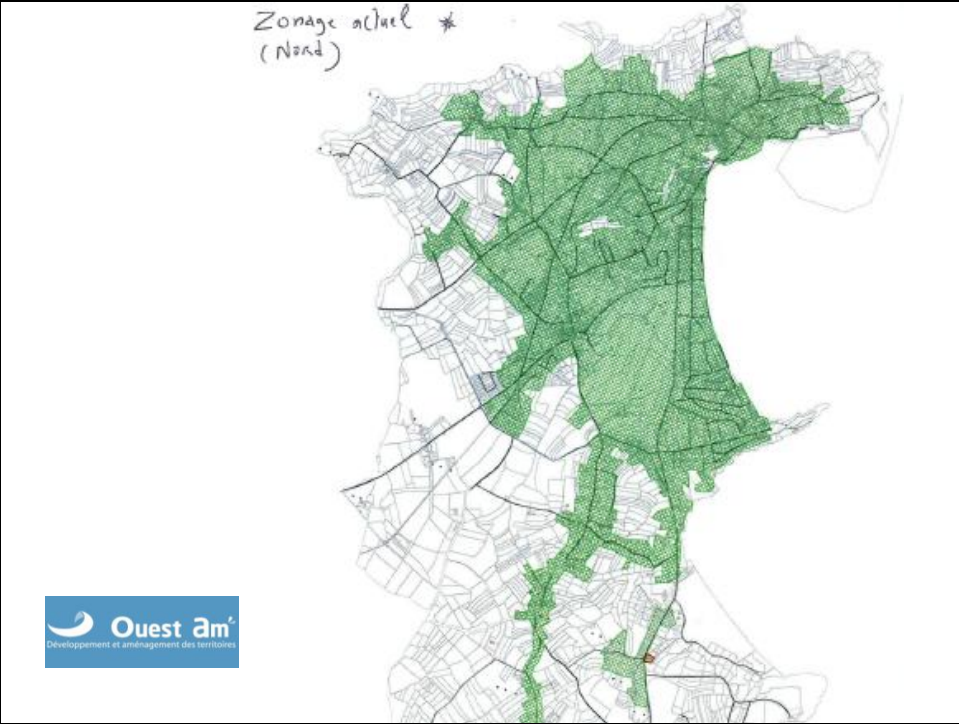 Zonage actuel *
(Nord)
Ouest am'
Développement et aménagement des territoires